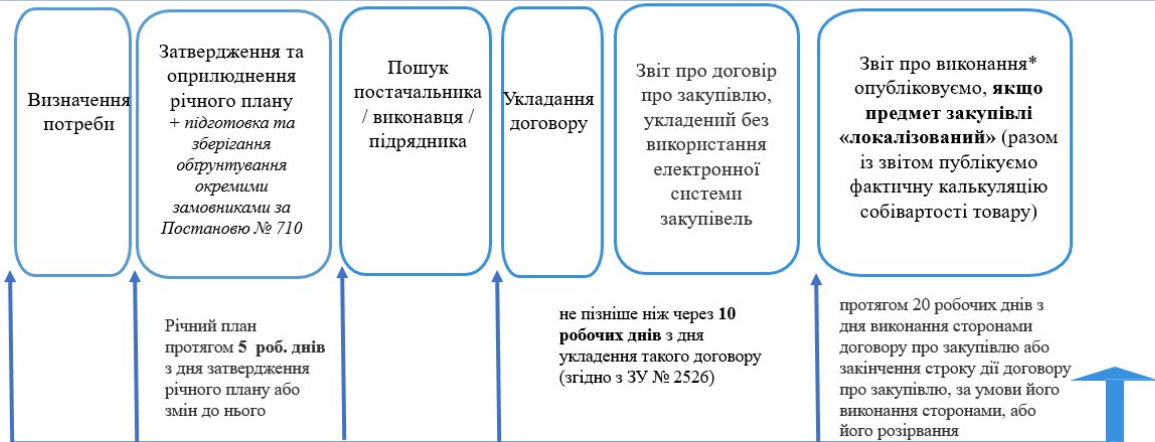 Визначення
потреби
Затвердження та
оприлюднення
річного плану
+ підготовка та
зберігання
обґрунтування
окремими
замовниками за
Постановю № 710
Пошук
постачальника
/ виконавця /
підрядника
Укладання
договору
Звіт про договір
про закупівлю,
укладений без
використання
електронної
системи
закупівель
Звіт про виконання*
опубліковуємо, якщо
предмет закупівлі
«локалізований» (разом
із звітом публікуємо
фактичну калькуляцію
собівартості товару)
Річний план
протягом 5 роб. днів
з дня затвердження
річного плану або
змін до нього
не пізніше ніж через 10
робочих днів з дня
укладення такого договору
(згідно з ЗУ № 2526)
протягом 20 робочих днів з
дня виконання сторонами
договору про закупівлю або
закінчення строку дії договору
про закупівлю, за умови його
виконання сторонами, або
його розірвання